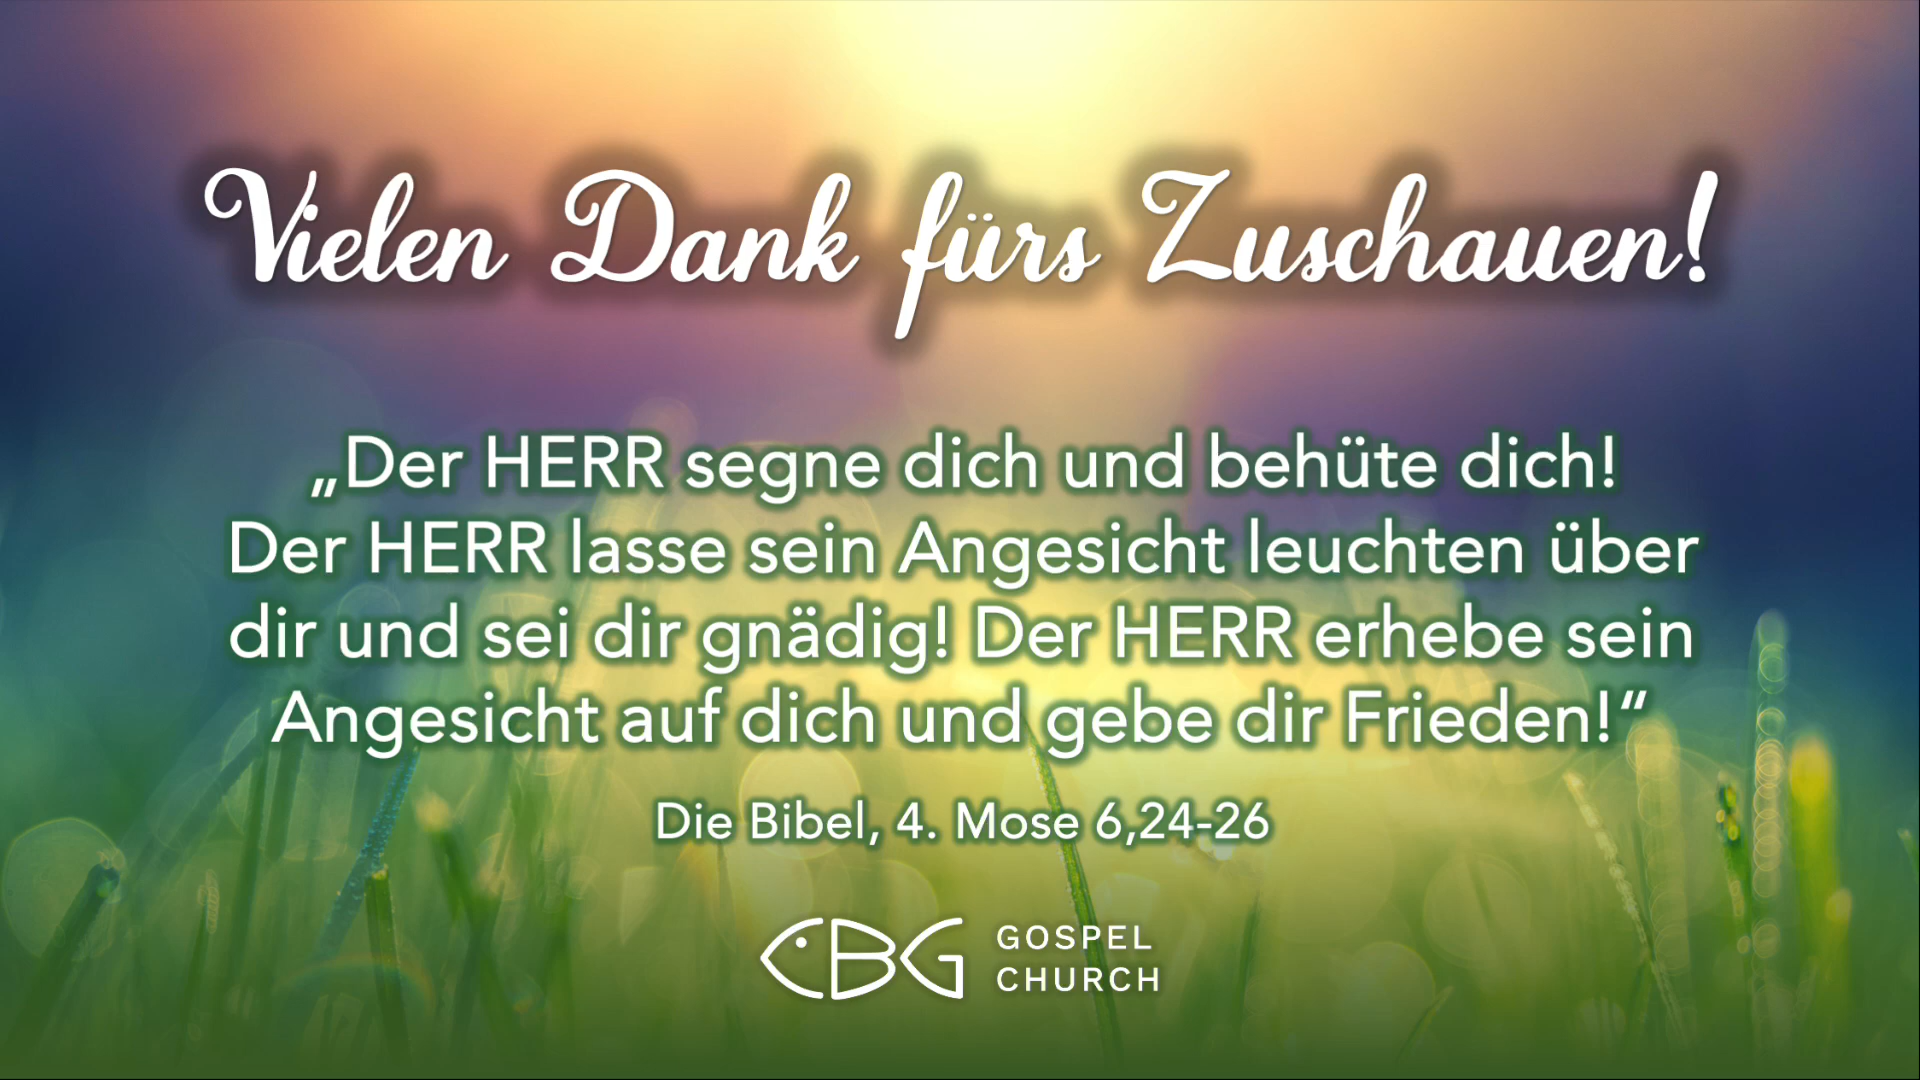 Vielen Dank fürs Zuschauen!
„Der HERR segne dich und behüte dich!
Der HERR lasse sein Angesicht leuchten über
dir und sei dir gnädig! Der HERR erhebe sein
Angesicht auf dich und gebe dir Frieden!“
Die Bibel, 4. Mose 6,24-26
CBG GOSPEL
CHURCH